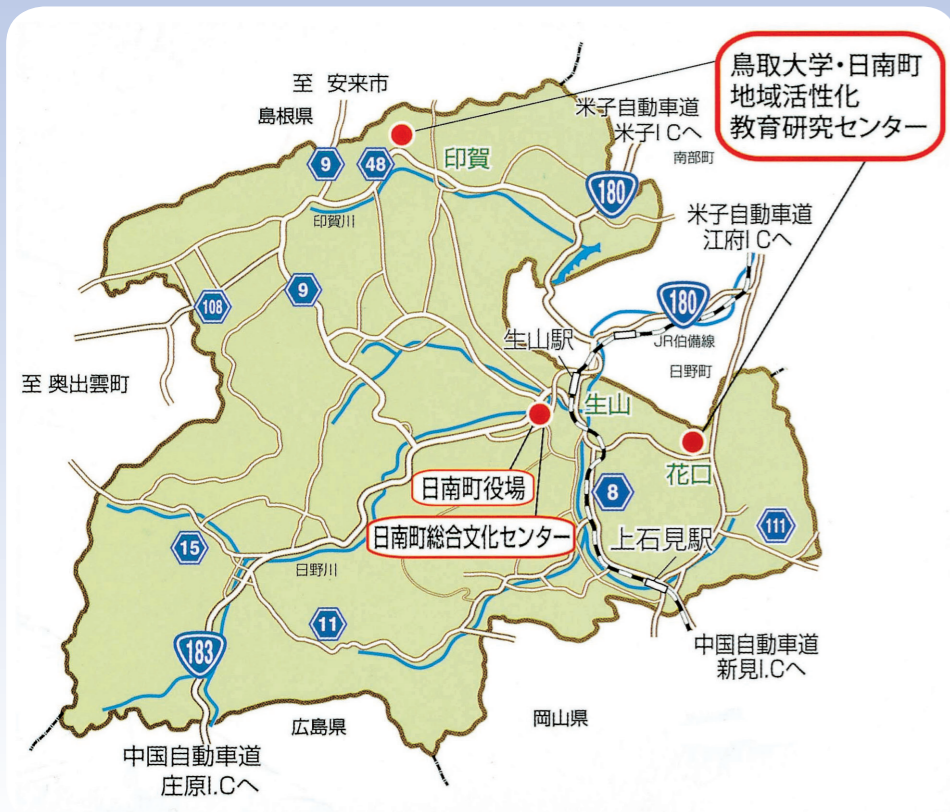 鳥取大学・日南町
地域活性化
教育研究センター
至 安来市
島根県
米子自動車道
米子I Cへ
南部町
9
48
印賀
180
印賀川
米子自動車道
江府I Cへ
9
108
180
生山駅
JR伯備線
日野町
至 奥出雲町
生山
花口
日南町役場
8
日南町総合文化センター
111
15
上石見駅
日野川
11
183
中国自動車道
新見I.Cへ
広島県
岡山県
中国自動車道
庄原I.Cへ